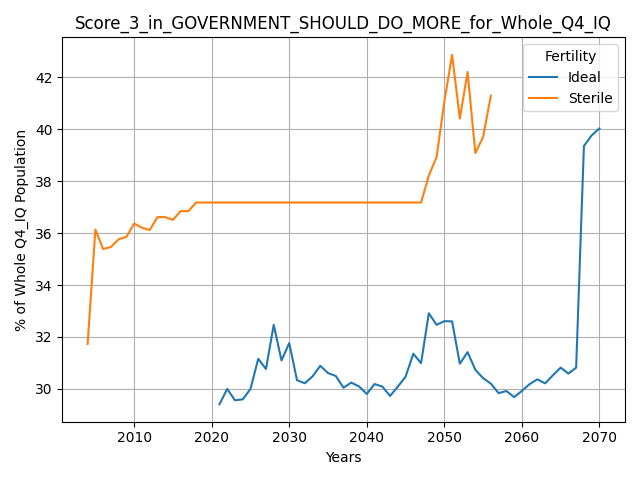 Score_3_in_GOVERNMENT_SHOULD_DO_MORE_for_Whole_Q4_IQ
Fertility
Ideal
Sterile
42
40
38
36
34
32
30
% of Whole Q4_IQ Population
2010
2020
2030
2040
2050
2060
2070
Years